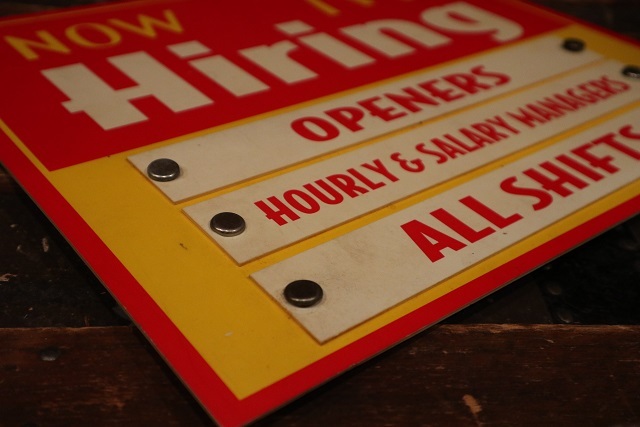 NOW
Hiring
OPENERS
HOURLY & SALARY MANAGERS
ALL SHIFTS